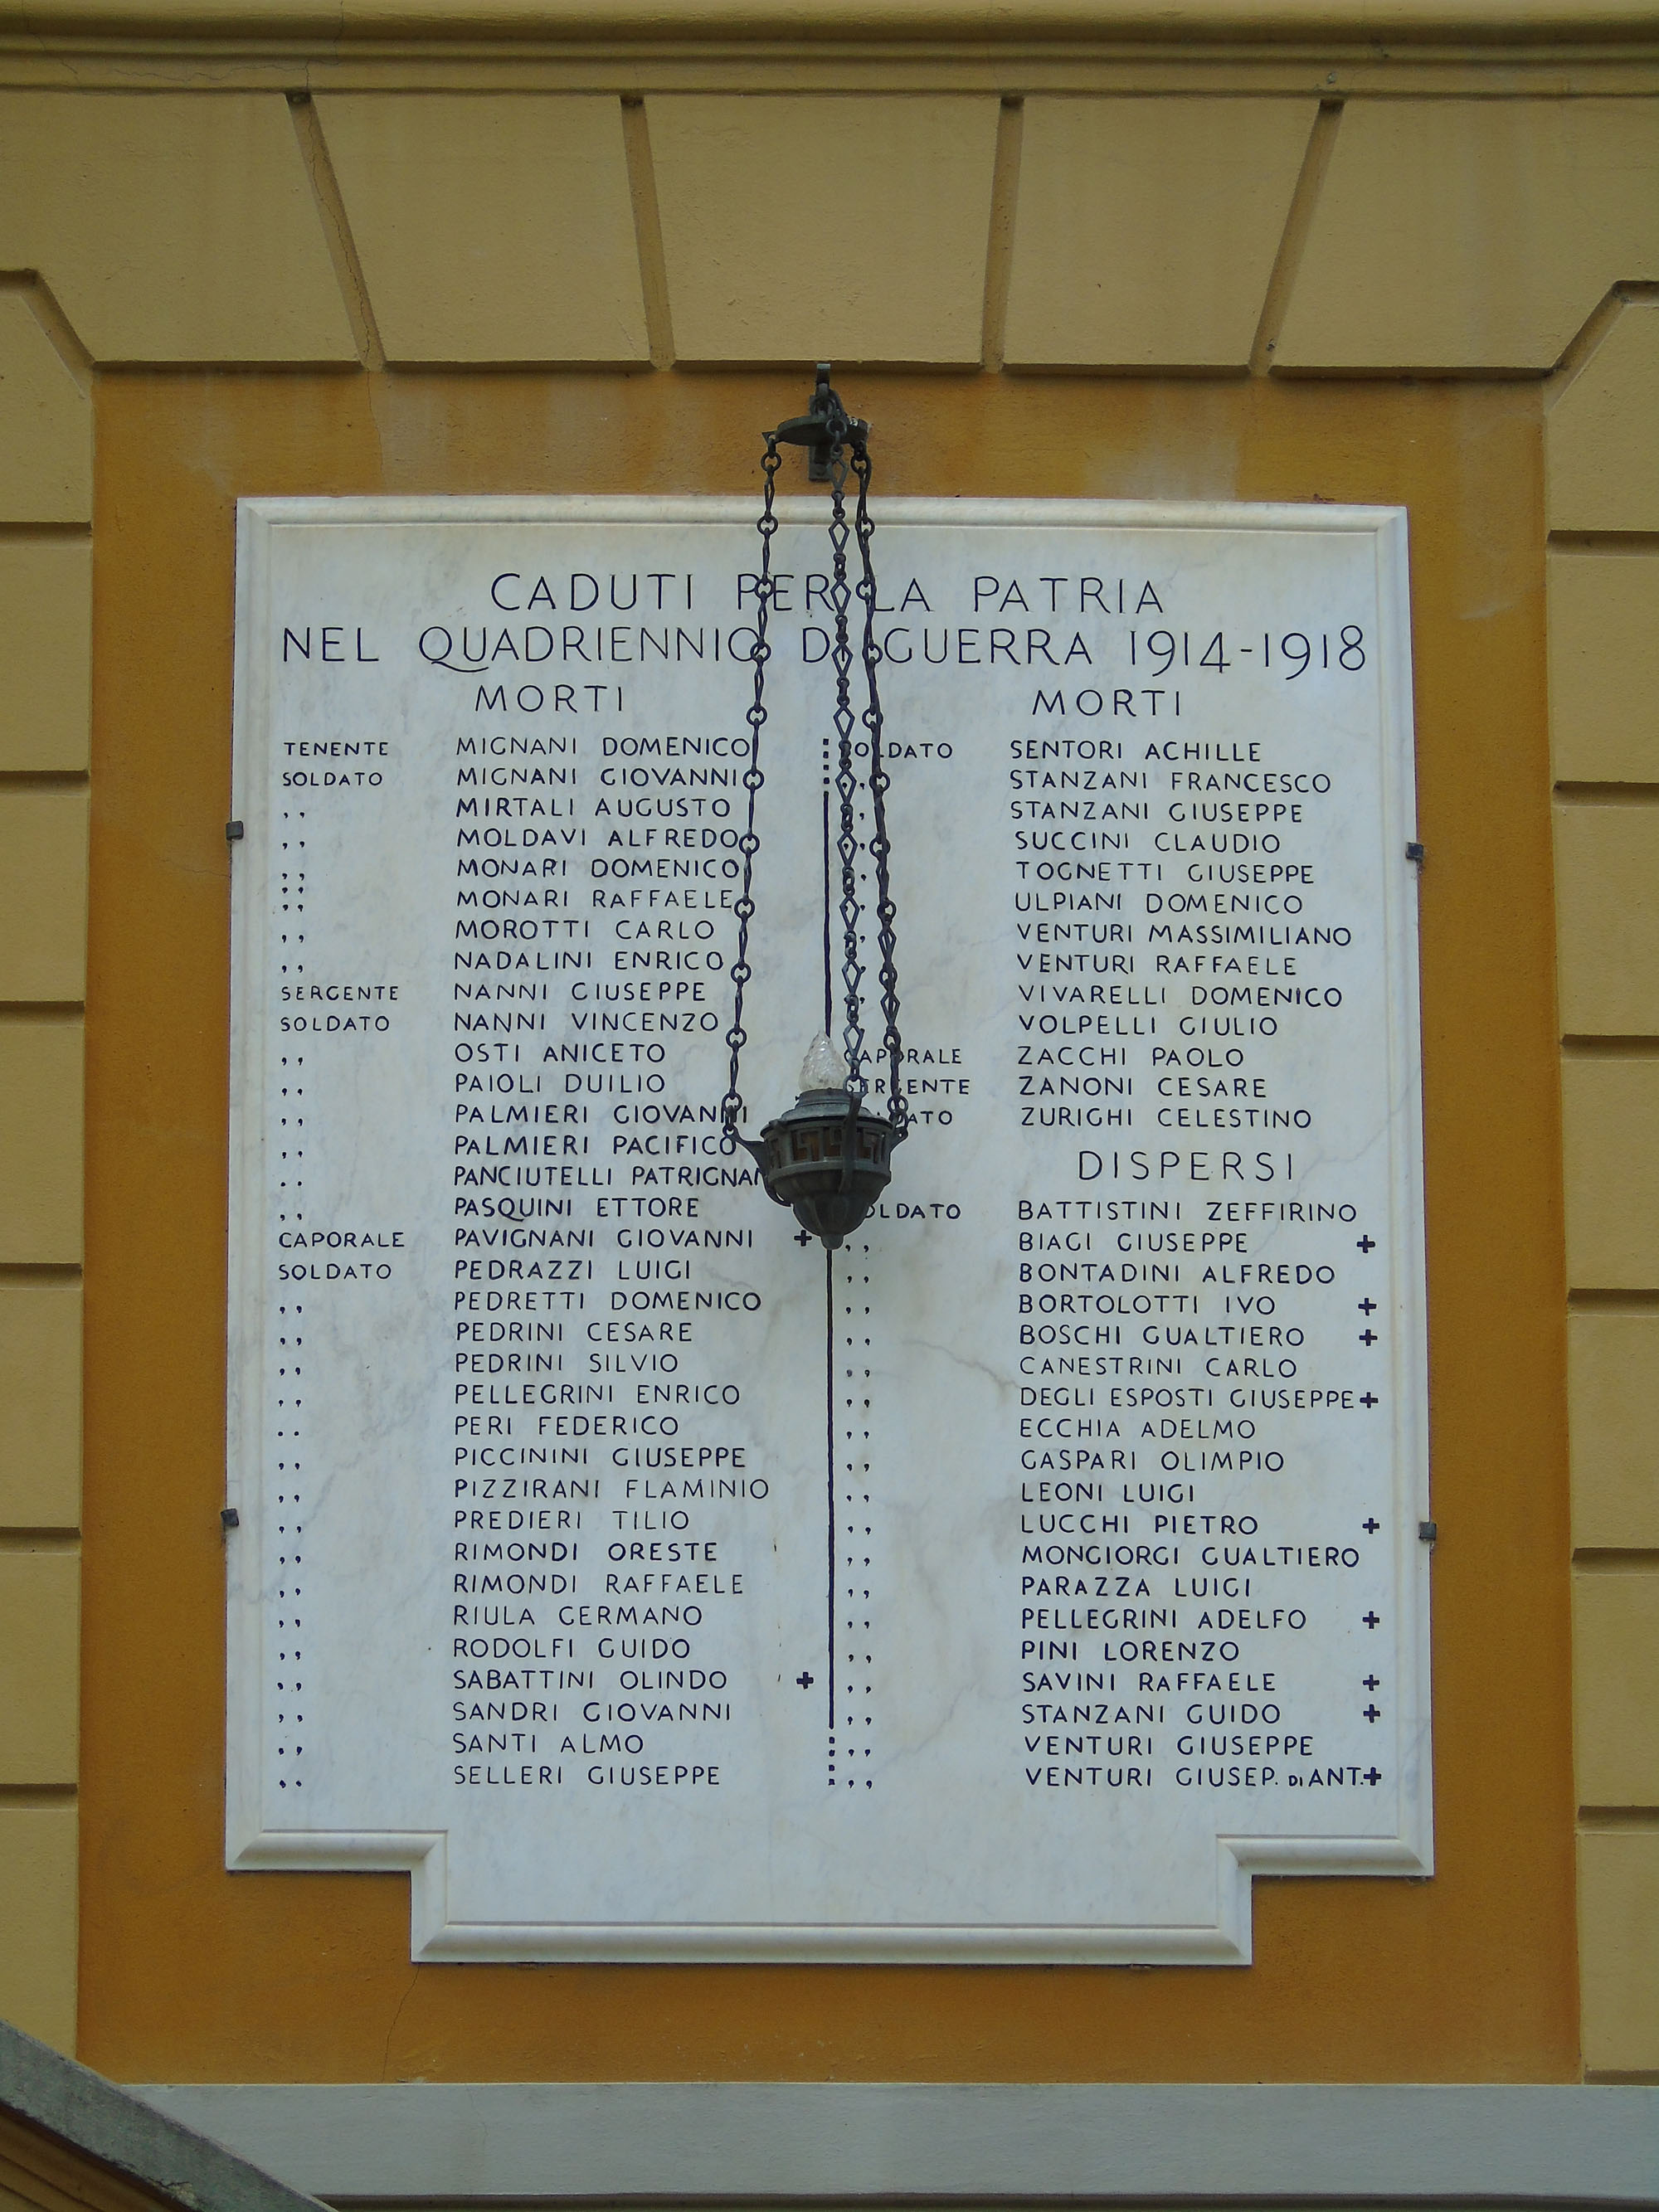 CADUTI PER LA PATRIA
NEL QUADRIENNIO DI GUERRA 1914-1918
MORTI
TENENTE MIGNANI DOMENICO
SOLDATO MIGNANI GIOVANNI
,, MIRTALI AUGUSTO
,, MOLDAVI ALFREDO
,, MONARI DOMENICO
,, MONARI RAFFAELE
,, MOROTTI CARLO
,, NADALINI ENRICO
SERGENTE NANNI GIUSEPPE
SOLDATO NANNI VINCENZO
,, OSTI ANICETO
,, PAIOLI DUILIO
,, PALMIERI GIOVANNI
,, PALMIERI PACIFICO
,, PANCIUTELLI
,, PASQUINI ETTORE
CAPORALE PAVIGNANI GIOVANNI +
SOLDATO PEDRAZZI LUIGI
,, PEDRETTI DOMENICO
,, PEDRINI CESARE
,, PEDRINI SILVIO
,, PELLEGRINI ENRICO
,, PERI FEDERICO
,, PICCININI GIUSEPPE
,, PIZZIRANI FLAMINIO
,, PREDIERI TILIO
,, RIMONDI ORESTE
,, RIMONDI RAFFAELE
,, RIULA GERMANO
,, RODOLFI GUIDO
,, SABATTINI OLINDO +
,, SANDRI GIOVANNI
,, SANTI ALMO
,, SELLERI GIUSEPPE
MORTI
SOLDATO SENTORI ACHILLE
,, STANZANI FRANCESCO
,, STANZANI GIUSEPPE
,, SUCCINI CLAUDIO
,, TOGNETTI GIUSEPPE
,, ULPIANI DOMENICO
,, VENTURI MASSIMILIANO
,, VENTURI RAFFAELE
,, VIVARELLI DOMENICO
VOLPELLI GIULIO
CAPORALE ZACCHI PAOLO
SERGENTE ZANONI CESARE
SOLDATO ZURIGHI CELESTINO
DISPERSI
SOLDATO BATTISTINI ZEFFIRINO
,, BIAGI GIUSEPPE +
,, BONTADINI ALFREDO
,, BORTOLOTTI IVO +
,, BOSCHI GUALTIERO +
,, CANESTRINI CARLO
,, DEGLI ESPOSTI GIUSEPPE +
,, ECCHIA ADELMO
,, GASPARI OLIMPIO
,, LEONI LUIGI
,, LUCCHI PIETRO +
,, MONGIORGI GUALTIERO
,, PARAZZA LUIGI
,, PELLEGRINI ADELFO +
,, PINI LORENZO
,, SAVINI RAFFAELE +
,, STANZANI GUIDO +
,, VENTURI GIUSEPPE
,, VENTURI GIUSEP. DI ANT. +